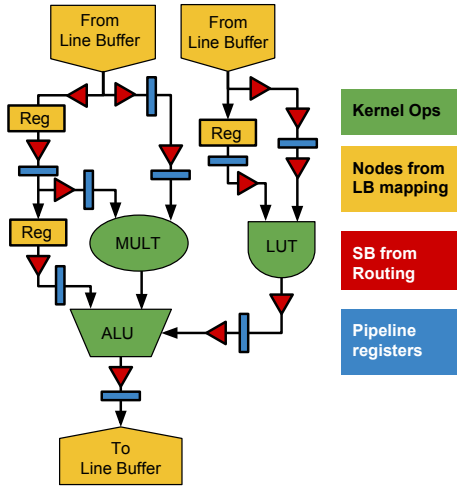 From
Line Buffer
From
Line Buffer
Reg
Reg
Reg
MULT
LUT
ALU
To
Line Buffer
Kernel Ops
Nodes from
LB mapping
SB from
Routing
Pipeline
registers